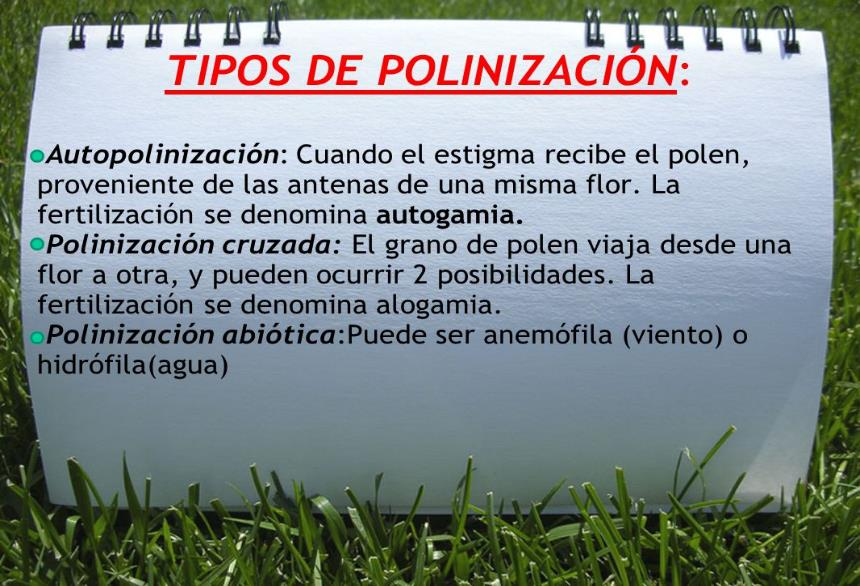 TIPOS DE POLINIZACIÓN:
Autopolinización: Cuando el estigma recibe el polen,
proveniente de las antenas de una misma flor. La
fertilización se denomina autogamia.
Polinización cruzada: El grano de polen viaja desde una
flor a otra, y pueden ocurrir 2 posibilidades. La
fertilización se denomina alogamia.
Polinización abiótica:Puede ser anemófila (viento) o
hidrófila(agua)